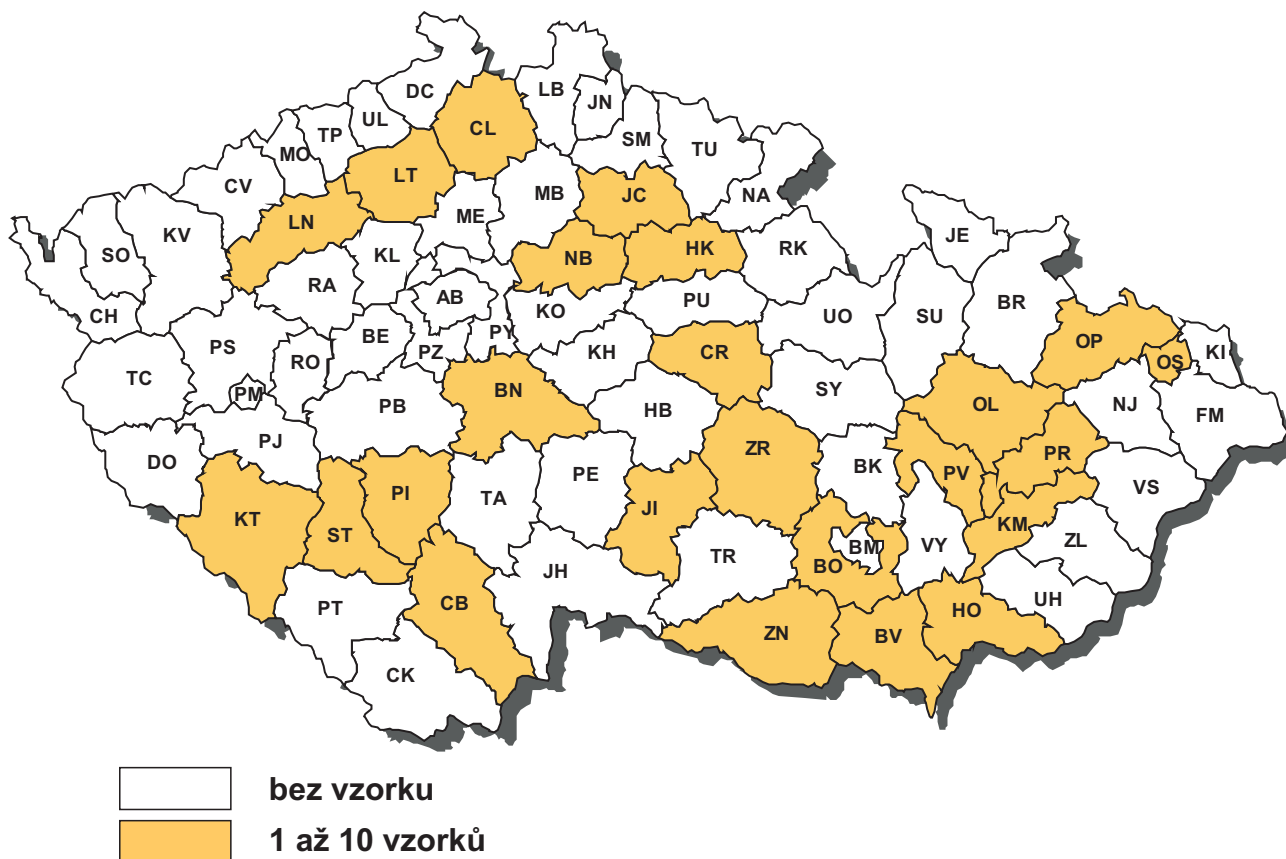 DC
LB
JN
UL
TP
CL
SM
TU
MO
LT
CV
JC
MB
NA
LN
ME
KV
SO
HK
RK
JE
KL
NB
RA
AB
KO
PU
BR
CH
UO
SU
PY
BE
PS
PZ
KH
CR
OP
KI
OS
RO
TC
PM
BN
SY
PB
HB
OL
NJ
FM
PJ
ZR
DO
PE
BK
PV
PR
VS
PI
TA
KT
ST
JI
KM
BM
VY
ZL
TR
BO
JH
PT
CB
UH
HO
ZN
BV
CK
bez vzorku
1 až 10 vzorků